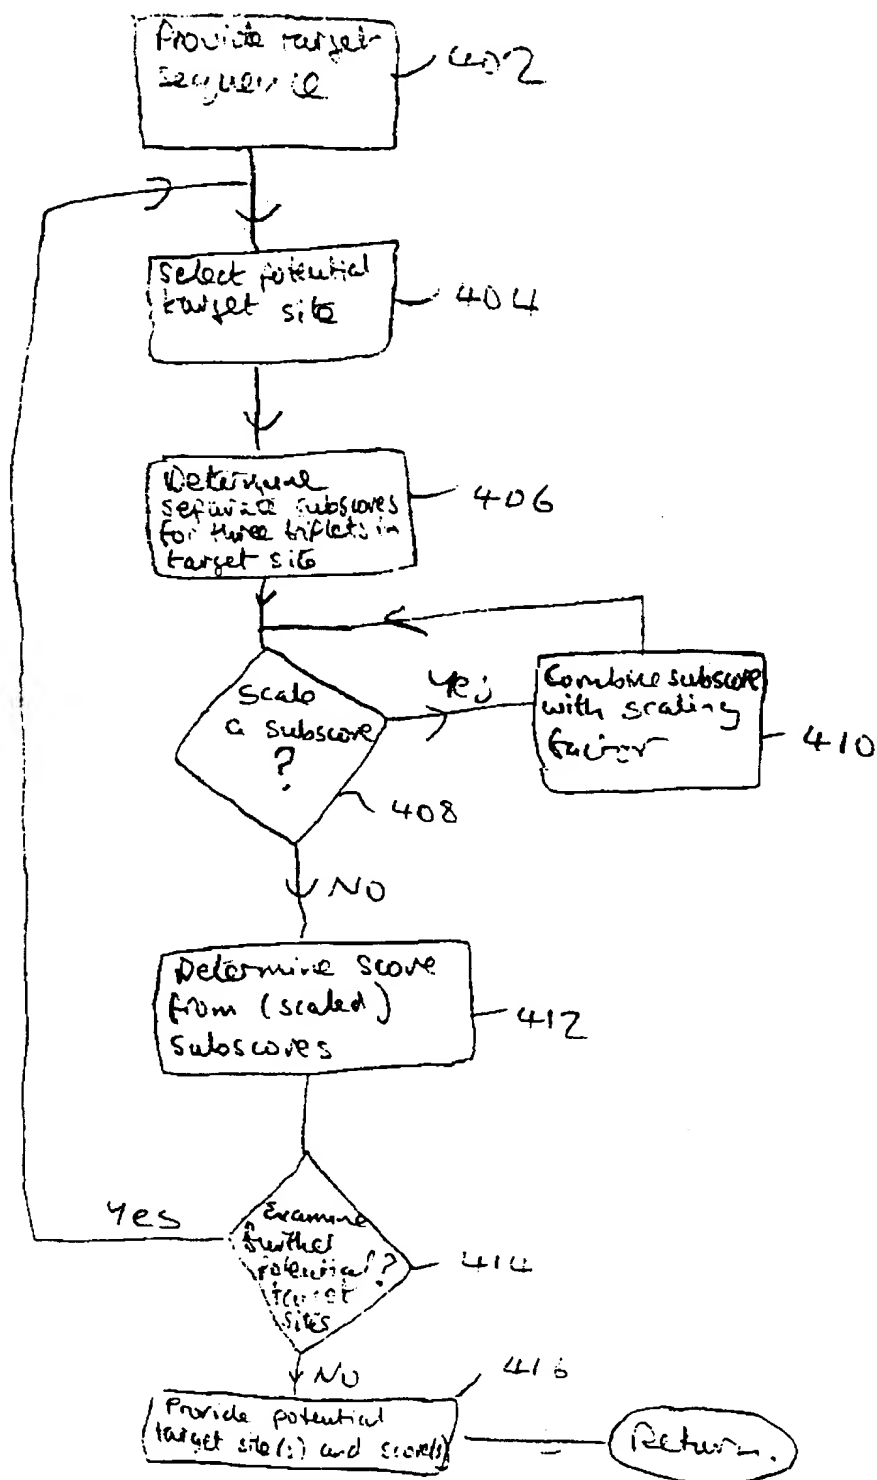 Provide target
sequence
402
Select potential
target site
404
Determine
separate subscores
for three triplets in
target site
406
Scale
a subscore
?
408
Yes
Combine subscore
with scaling
factor
410
NO
Determine score
from (scaled)
subscores
412
Yes
Examine
further
potential?
target
sites
414
NO
416
Provide potential
target site(s) and score(s)
Return.